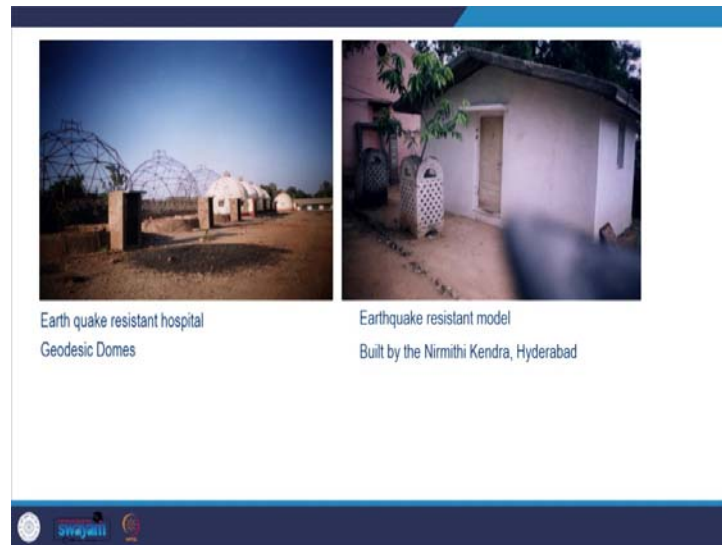 Earth quake resistant hospital
Geodesic Domes
Earthquake resistant model
Built by the Nirmithi Kendra, Hyderabad
swayam